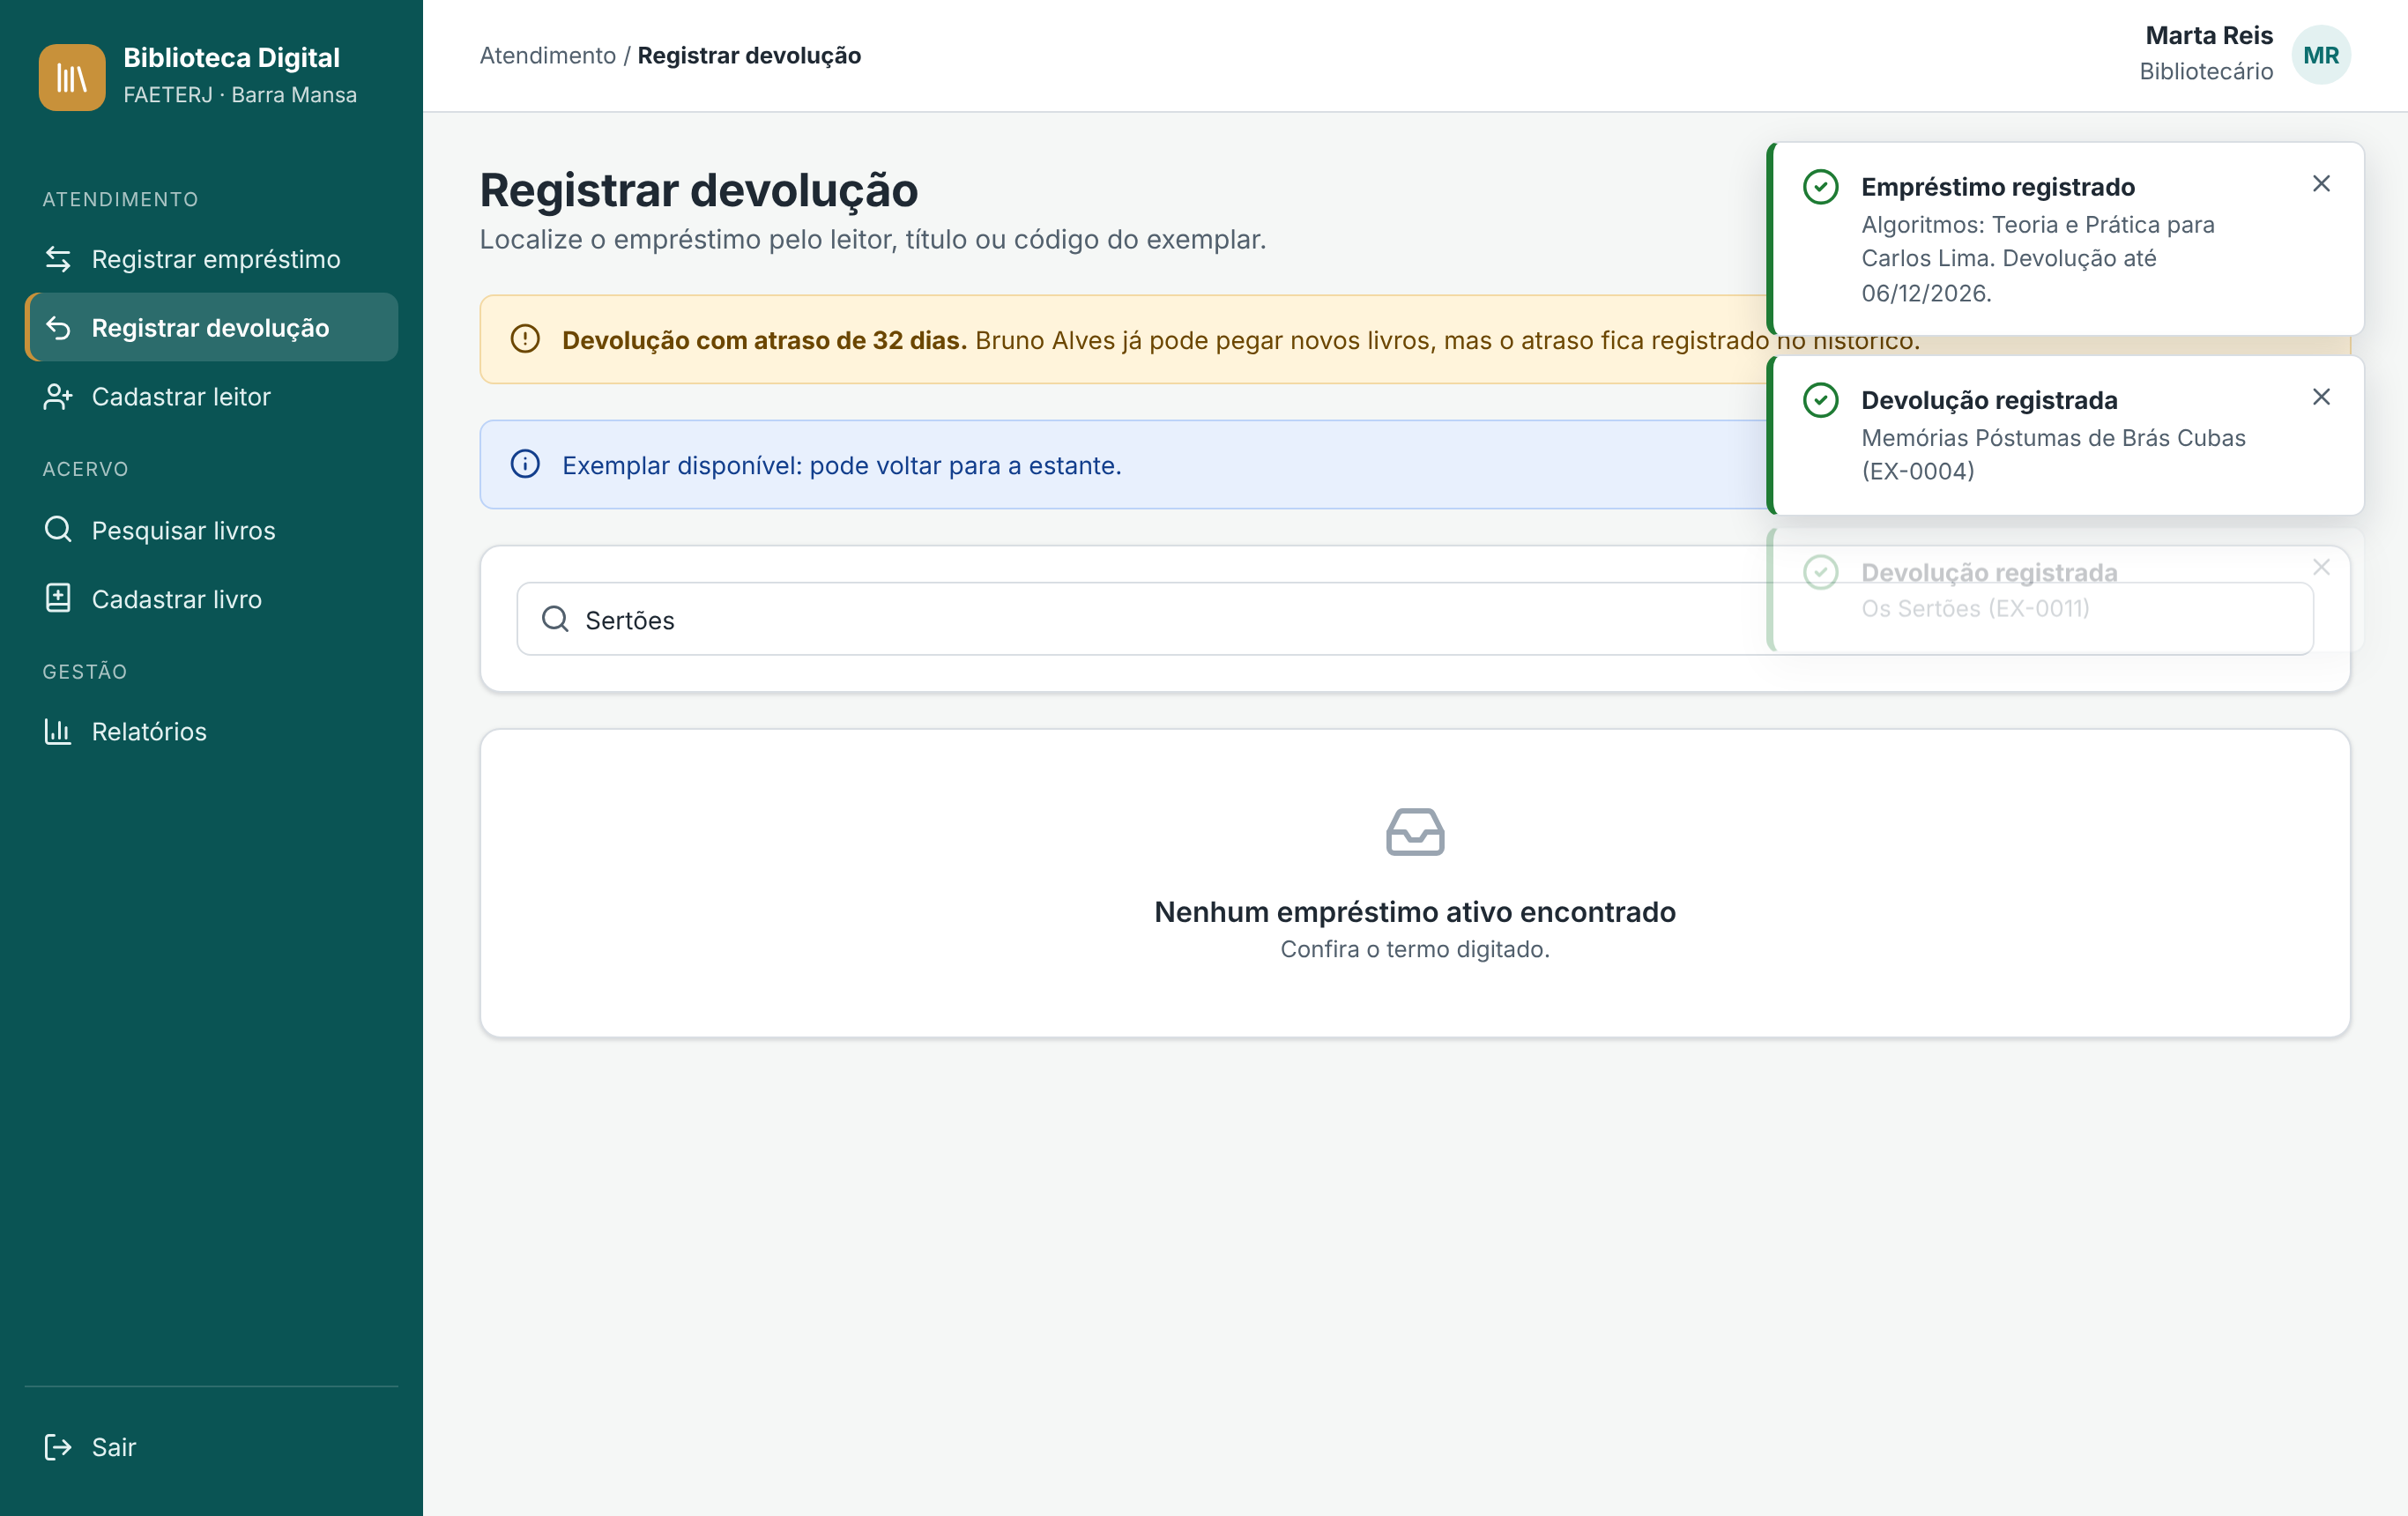 Biblioteca Digital
FAETERJ · Barra Mansa
ATENDIMENTO
Registrar empréstimo
Registrar devolução
Cadastrar leitor
ACERVO
Pesquisar livros
Cadastrar livro
GESTÃO
Relatórios
Sair
Atendimento / Registrar devolução
Marta Reis
Bibliotecário
MR
Registrar devolução
Localize o empréstimo pelo leitor, título ou código do exemplar.
Devolução com atraso de 32 dias. Bruno Alves já pode pegar novos livros, mas o atraso fica registrado no histórico.
Exemplar disponível: pode voltar para a estante.
Sertões
Nenhum empréstimo ativo encontrado
Confira o termo digitado.
Empréstimo registrado
Algoritmos: Teoria e Prática para
Carlos Lima. Devolução até
06/12/2026.
Devolução registrada
Memórias Póstumas de Brás Cubas
(EX-0004)
Devolução registrada
Os Sertões (EX-0011)